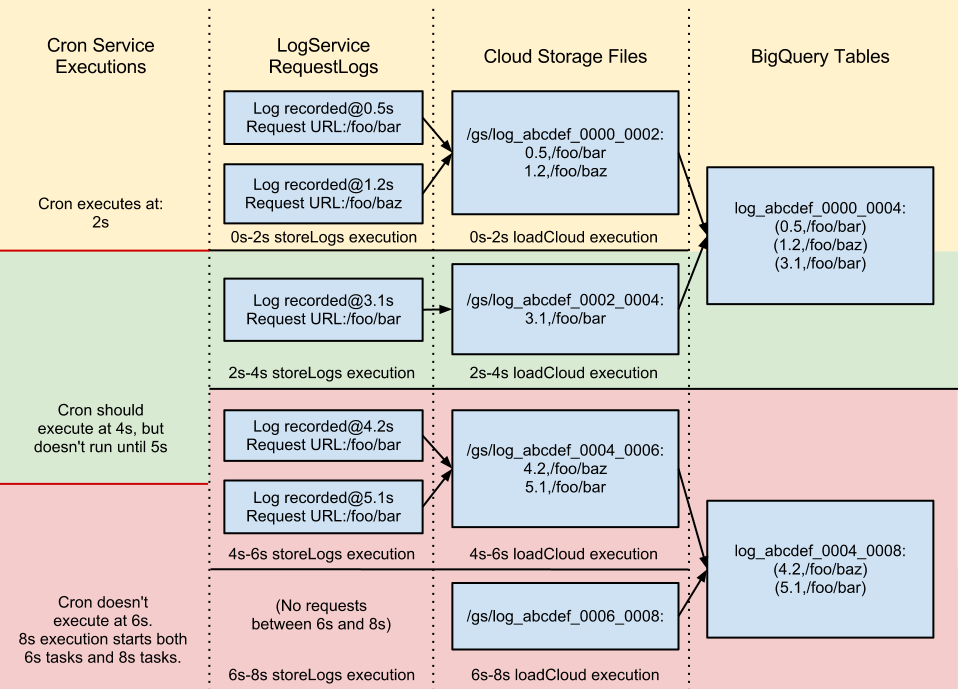 Cron Service
Executions
LogService
RequestLogs
Cloud Storage Files
BigQuery Tables
Log recorded@0.5s
Request URL:/foo/bar
Log recorded@1.2s
Request URL:/foo/baz
/gs/log_abcdef_0000_0002:
0.5,/foo/bar
1.2,/foo/baz
Cron executes at:
2s
0s-2s storeLogs execution
0s-2s loadCloud execution
log_abcdef_0000_0004:
(0.5,/foo/bar)
(1.2,/foo/baz)
(3.1,/foo/bar)
Log recorded@3.1s
Request URL:/foo/bar
/gs/log_abcdef_0002_0004:
3.1,/foo/bar
2s-4s storeLogs execution
2s-4s loadCloud execution
Cron should
execute at 4s, but
doesn't run until 5s
Log recorded@4.2s
Request URL:/foo/bar
Log recorded@5.1s
Request URL:/foo/bar
/gs/log_abcdef_0004_0006:
4.2,/foo/baz
5.1,/foo/bar
4s-6s storeLogs execution
4s-6s loadCloud execution
log_abcdef_0004_0008:
(4.2,/foo/baz)
(5.1,/foo/bar)
Cron doesn't
execute at 6s.
8s execution starts both
6s tasks and 8s tasks.
(No requests
between 6s and 8s)
/gs/log_abcdef_0006_0008:
6s-8s storeLogs execution
6s-8s loadCloud execution